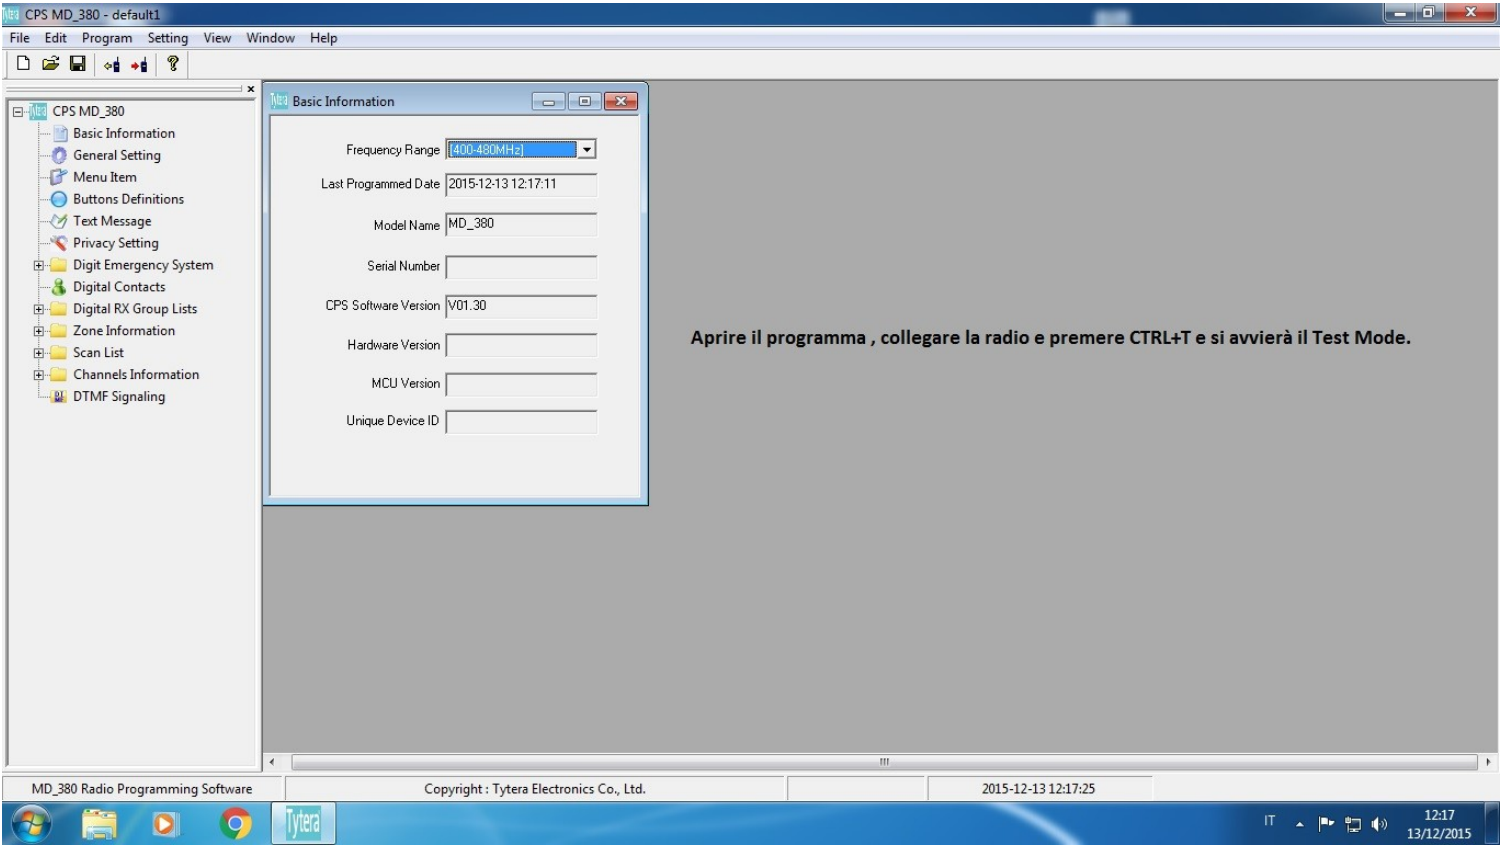 Tytera CPS MD_380 - default1
File Edit Program Setting View Window Help
CPS MD_380
Basic Information
General Setting
Menu Item
Buttons Definitions
Text Message
Privacy Setting
Digit Emergency System
Digital Contacts
Digital RX Group Lists
Zone Information
Scan List
Channels Information
DTMF Signaling
Basic Information
Frequency Range [400-480MHz]
Last Programmed Date 2015-12-13 12:17:11
Model Name MD_380
Serial Number
CPS Software Version V01.30
Hardware Version
MCU Version
Unique Device ID
Aprire il programma , collegare la radio e premere CTRL+T e si avvierà il Test Mode.
MD_380 Radio Programming Software Copyright : Tytera Electronics Co., Ltd. 2015-12-13 12:17:25
Tytera IT 12:17
13/12/2015